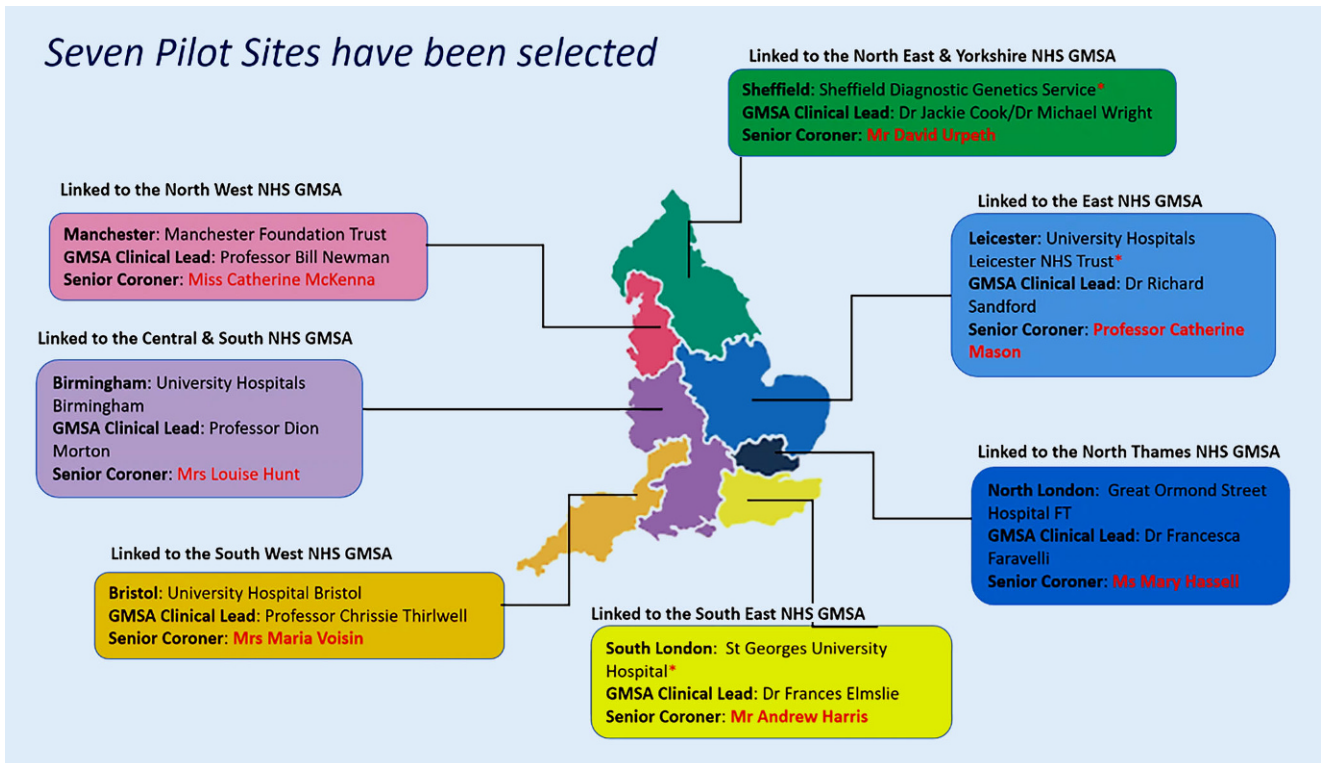 Seven Pilot Sites have been selected
Linked to the North East & Yorkshire NHS GMSA
Sheffield: Sheffield Diagnostic Genetics Service*
GMSA Clinical Lead: Dr Jackie Cook/Dr Michael Wright
Senior Coroner: Mr David Urpeth
Linked to the North West NHS GMSA
Manchester: Manchester Foundation Trust
GMSA Clinical Lead: Professor Bill Newman
Senior Coroner: Miss Catherine McKenna
Linked to the East NHS GMSA
Leicester: University Hospitals
Leicester NHS Trust*
GMSA Clinical Lead: Dr Richard
Sandford
Senior Coroner: Professor Catherine
Mason
Linked to the Central & South NHS GMSA
Birmingham: University Hospitals
Birmingham
GMSA Clinical Lead: Professor Dion
Morton
Senior Coroner: Mrs Louise Hunt
Linked to the North Thames NHS GMSA
North London: Great Ormond Street
Hospital FT
GMSA Clinical Lead: Dr Francesca
Faravelli
Senior Coroner: Ms Mary Hassell
Linked to the South West NHS GMSA
Bristol: University Hospital Bristol
GMSA Clinical Lead: Professor Chrissie Thirlwell
Senior Coroner: Mrs Maria Voisin
Linked to the South East NHS GMSA
South London: St Georges University
Hospital*
GMSA Clinical Lead: Dr Frances Elmslie
Senior Coroner: Mr Andrew Harris